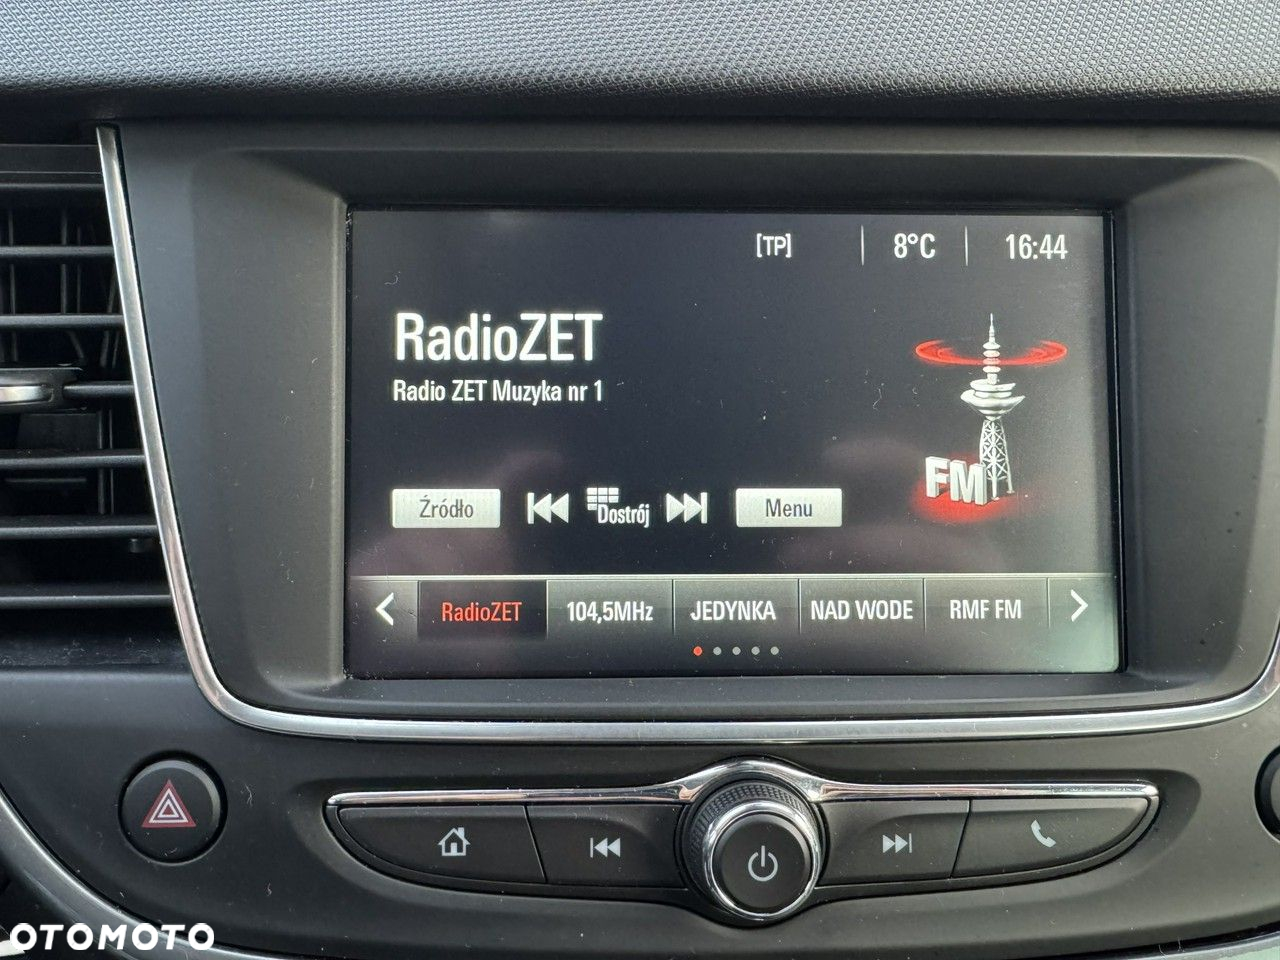 [TP] 8°C 16:44
RadioZET
Radio ZET Muzyka nr 1
FM
Źródło Dostrój Menu
RadioZET 104,5MHz JEDYNKA NAD WODE RMF FM
OTOMOTO